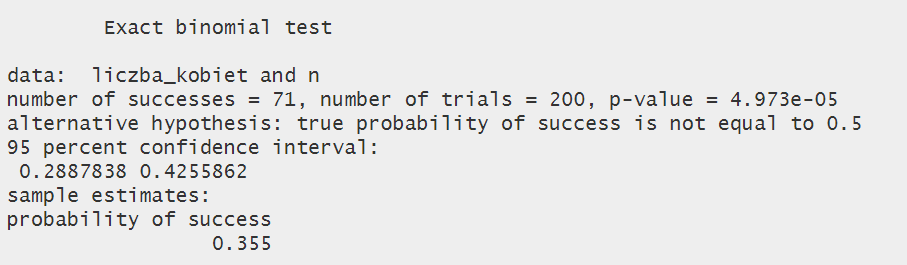 Exact binomial test
data:  liczba_kobiet and n
number of successes = 71, number of trials = 200, p-value = 4.973e-05
alternative hypothesis: true probability of success is not equal to 0.5
95 percent confidence interval:
 0.2887838 0.4255862
sample estimates:
probability of success
                 0.355